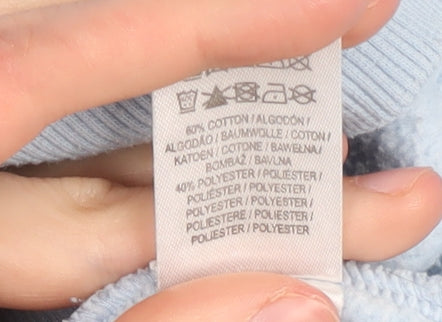 60% COTTON / ALGODÓN /
ALGODÃO / BAUMWOLLE / COTON /
KATOEN / COTONE / BAWEŁNA /
BOMBAŽ / BAVLNA
40% POLYESTER / POLIÉSTER /
POLIÉSTER / POLYESTER /
POLYESTER / POLYESTER /
POLIESTERE / POLIESTER /
POLIESTER / POLYESTER